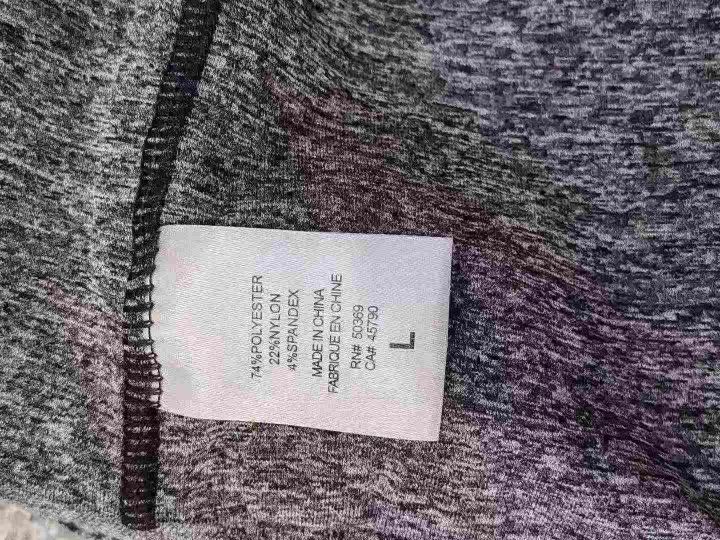 74%POLYESTER
22%NYLON
4%SPANDEX
MADE IN CHINA
FABRIQUE EN CHINE
RN# 50369
CA# 45790
L